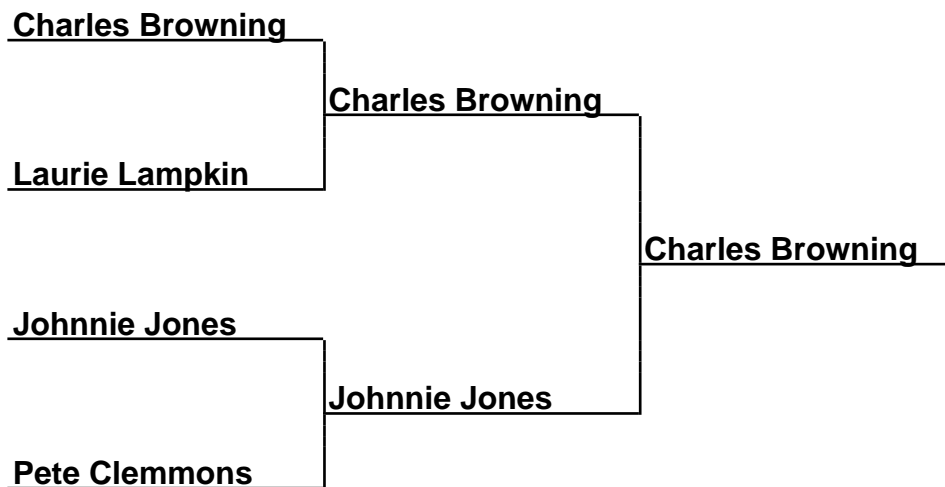 Charles Browning
Charles Browning
Laurie Lampkin
Charles Browning
Johnnie Jones
Johnnie Jones
Pete Clemmons